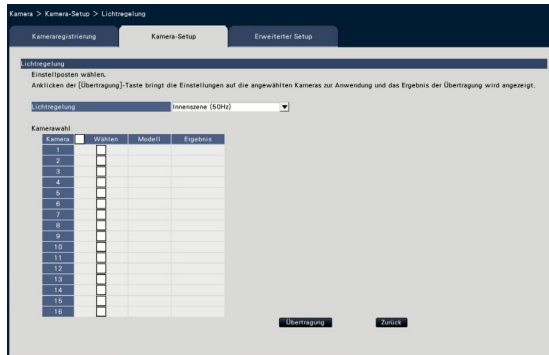 Kamera > Kamera-Setup > Lichtregelung
Kameraregistrierung Kamera-Setup Erweiterter Setup
Lichtregelung
Einstellposten wählen.
Anklicken der [Übertragung]-Taste bringt die Einstellungen auf die angewählten Kameras zur Anwendung und das Ergebnis der Übertragung wird angezeigt.
Lichtregelung Innenszene (50Hz)
Kamerawahl
Kamera Wählen Modell Ergebnis
1
2
3
4
5
6
7
8
9
10
11
12
13
14
15
16
Übertragung Zurück